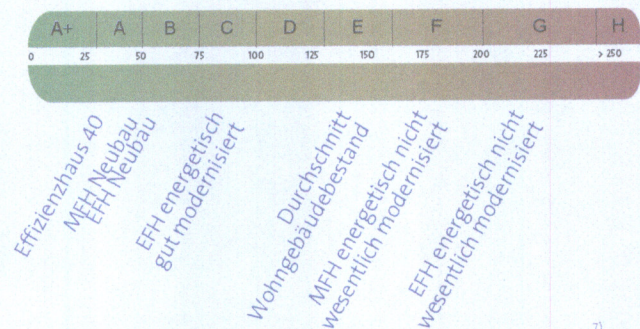 A+ A B C D E F G H
0 25 50 75 100 125 150 175 200 225 > 250
Effizienzhaus 40
MFH Neubau
EFH Neubau
EFH energetisch
gut modernisiert
Durchschnitt
Wohngebäudebestand
MFH energetisch nicht
wesentlich modernisiert
EFH energetisch nicht
wesentlich modernisiert
7)